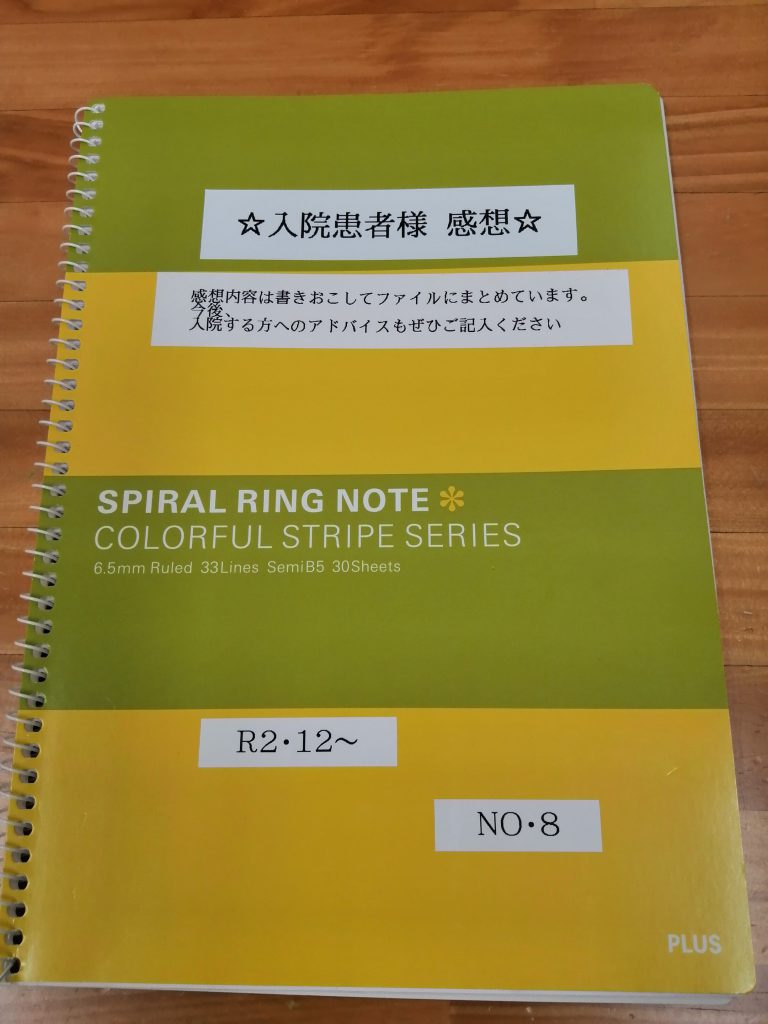 ☆入院患者様 感想☆
感想内容は書きおこしてファイルにまとめています。
今後、
入院する方へのアドバイスもぜひご記入ください
SPIRAL RING NOTE
COLORFUL STRIPE SERIES
6.5mm Ruled 33Lines SemiB5 30Sheets
R2・12～
NO・8
PLUS